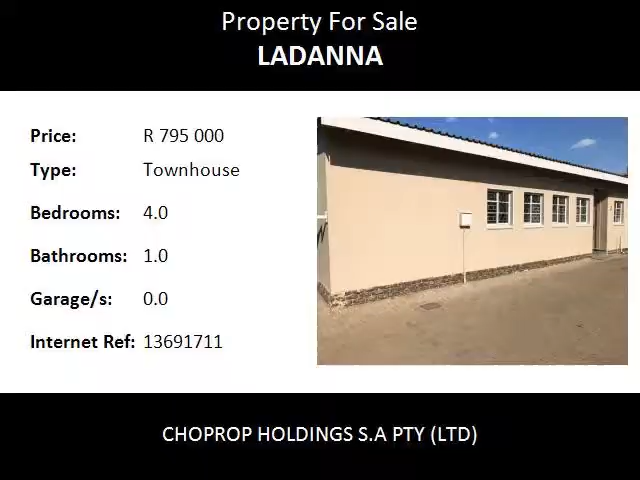 Property For Sale
LADANNA
Price: R 795 000
Type: Townhouse
Bedrooms: 4.0
Bathrooms: 1.0
Garage/s: 0.0
Internet Ref: 13691711
CHOPROP HOLDINGS S.A PTY (LTD)